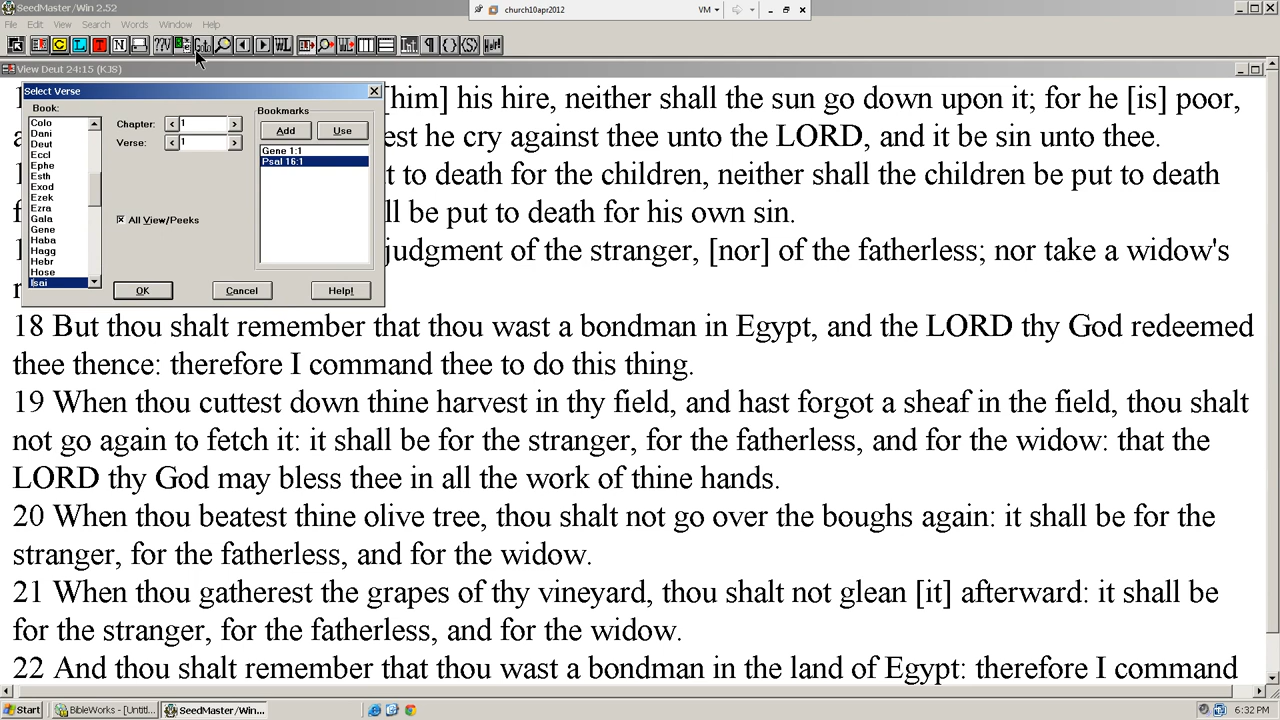 SeedMaster/Win 2.52
church10apr2012
VM
File Edit View Search Words Window Help
View Deut 24:15 (KJS)
Select Verse
Book:
Colo
Dani
Deut
Eccl
Ephe
Esth
Exod
Ezek
Ezra
Gala
Gene
Haba
Hagg
Hebr
Hose
Isai
Chapter: < 1 >
Verse: < 1 >
All View/Peeks
Bookmarks
Add Use
Gene 1:1
Psal 16:1
OK Cancel Help!
[him] his hire, neither shall the sun go down upon it; for he [is] poor,
est he cry against thee unto the LORD, and it be sin unto thee.
t to death for the children, neither shall the children be put to death
ll be put to death for his own sin.
judgment of the stranger, [nor] of the fatherless; nor take a widow's
18 But thou shalt remember that thou wast a bondman in Egypt, and the LORD thy God redeemed
thee thence: therefore I command thee to do this thing.
19 When thou cuttest down thine harvest in thy field, and hast forgot a sheaf in the field, thou shalt
not go again to fetch it: it shall be for the stranger, for the fatherless, and for the widow: that the
LORD thy God may bless thee in all the work of thine hands.
20 When thou beatest thine olive tree, thou shalt not go over the boughs again: it shall be for the
stranger, for the fatherless, and for the widow.
21 When thou gatherest the grapes of thy vineyard, thou shalt not glean [it] afterward: it shall be
for the stranger, for the fatherless, and for the widow.
22 And thou shalt remember that thou wast a bondman in the land of Egypt: therefore I command
Start BibleWorks - [Untitl... SeedMaster/Win... 6:32 PM